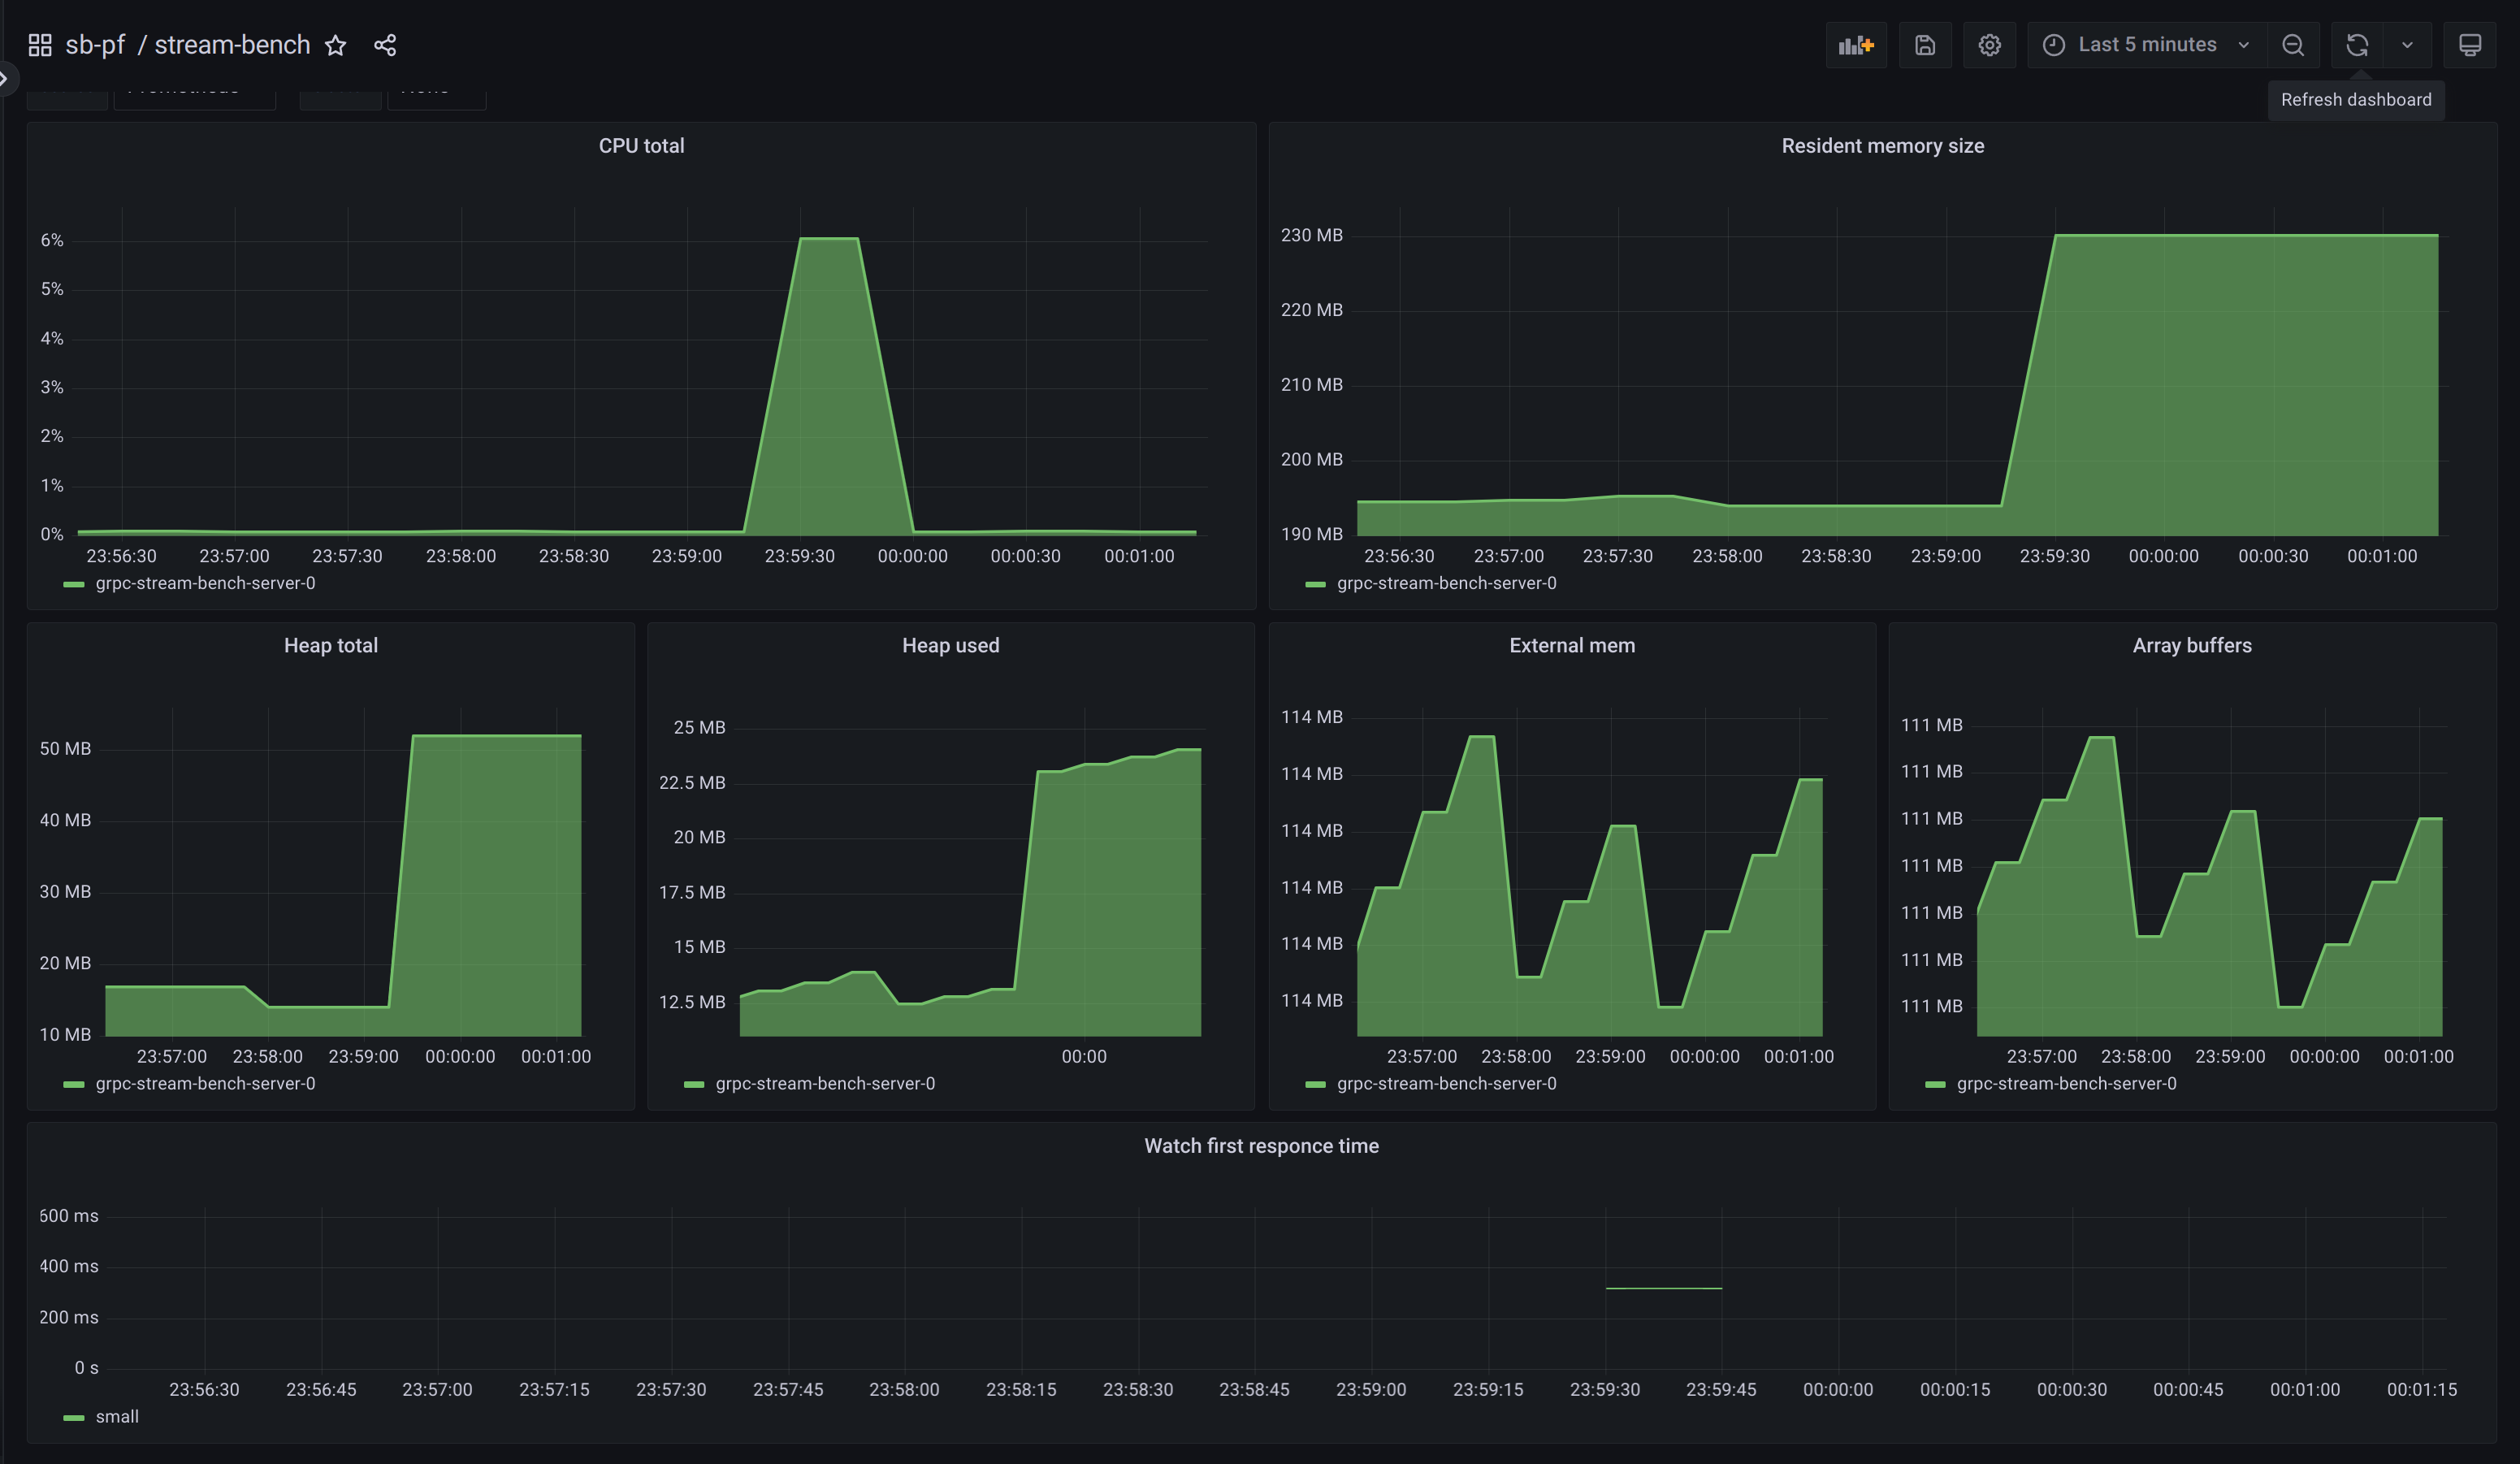 sb-pf / stream-bench
Last 5 minutes
Refresh dashboard
CPU total
6%
5%
4%
3%
2%
1%
0%
23:56:30 23:57:00 23:57:30 23:58:00 23:58:30 23:59:00 23:59:30 00:00:00 00:00:30 00:01:00
grpc-stream-bench-server-0
Resident memory size
230 MB
220 MB
210 MB
200 MB
190 MB
23:56:30 23:57:00 23:57:30 23:58:00 23:58:30 23:59:00 23:59:30 00:00:00 00:00:30 00:01:00
grpc-stream-bench-server-0
Heap total
50 MB
40 MB
30 MB
20 MB
10 MB
23:57:00 23:58:00 23:59:00 00:00:00 00:01:00
grpc-stream-bench-server-0
Heap used
25 MB
22.5 MB
20 MB
17.5 MB
15 MB
12.5 MB
00:00
grpc-stream-bench-server-0
External mem
114 MB
114 MB
114 MB
114 MB
114 MB
114 MB
23:57:00 23:58:00 23:59:00 00:00:00 00:01:00
grpc-stream-bench-server-0
Array buffers
111 MB
111 MB
111 MB
111 MB
111 MB
111 MB
111 MB
23:57:00 23:58:00 23:59:00 00:00:00 00:01:00
grpc-stream-bench-server-0
Watch first responce time
600 ms
400 ms
200 ms
0 s
23:56:30 23:56:45 23:57:00 23:57:15 23:57:30 23:57:45 23:58:00 23:58:15 23:58:30 23:58:45 23:59:00 23:59:15 23:59:30 23:59:45 00:00:00 00:00:15 00:00:30 00:00:45 00:01:00 00:01:15
small